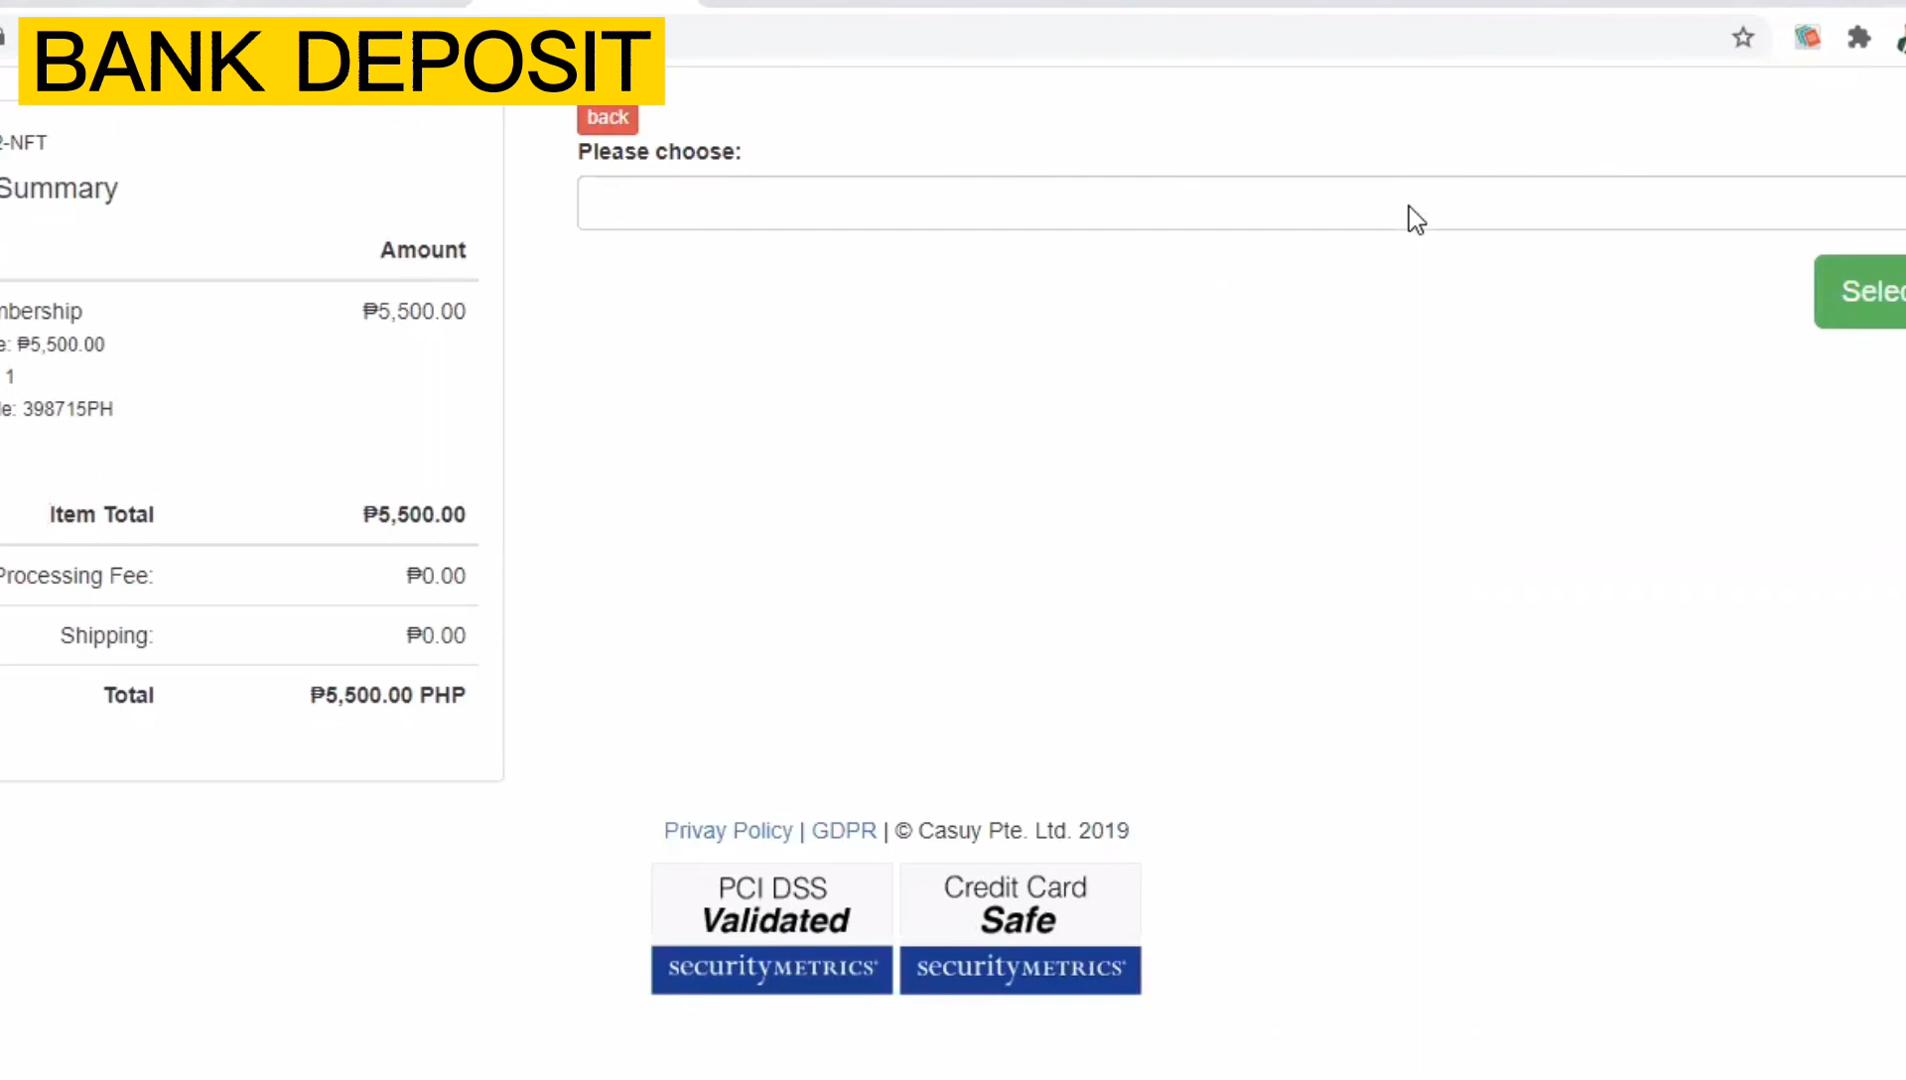 BANK DEPOSIT
back
Please choose:
2-NFT
Summary
Amount
mbership ₱5,500.00
e: ₱5,500.00
1
le: 398715PH
Selec
Item Total ₱5,500.00
Processing Fee: ₱0.00
Shipping: ₱0.00
Total ₱5,500.00 PHP
Privay Policy | GDPR | © Casuy Pte. Ltd. 2019
PCI DSS
Validated
securityMETRICS®
Credit Card
Safe
securityMETRICS®